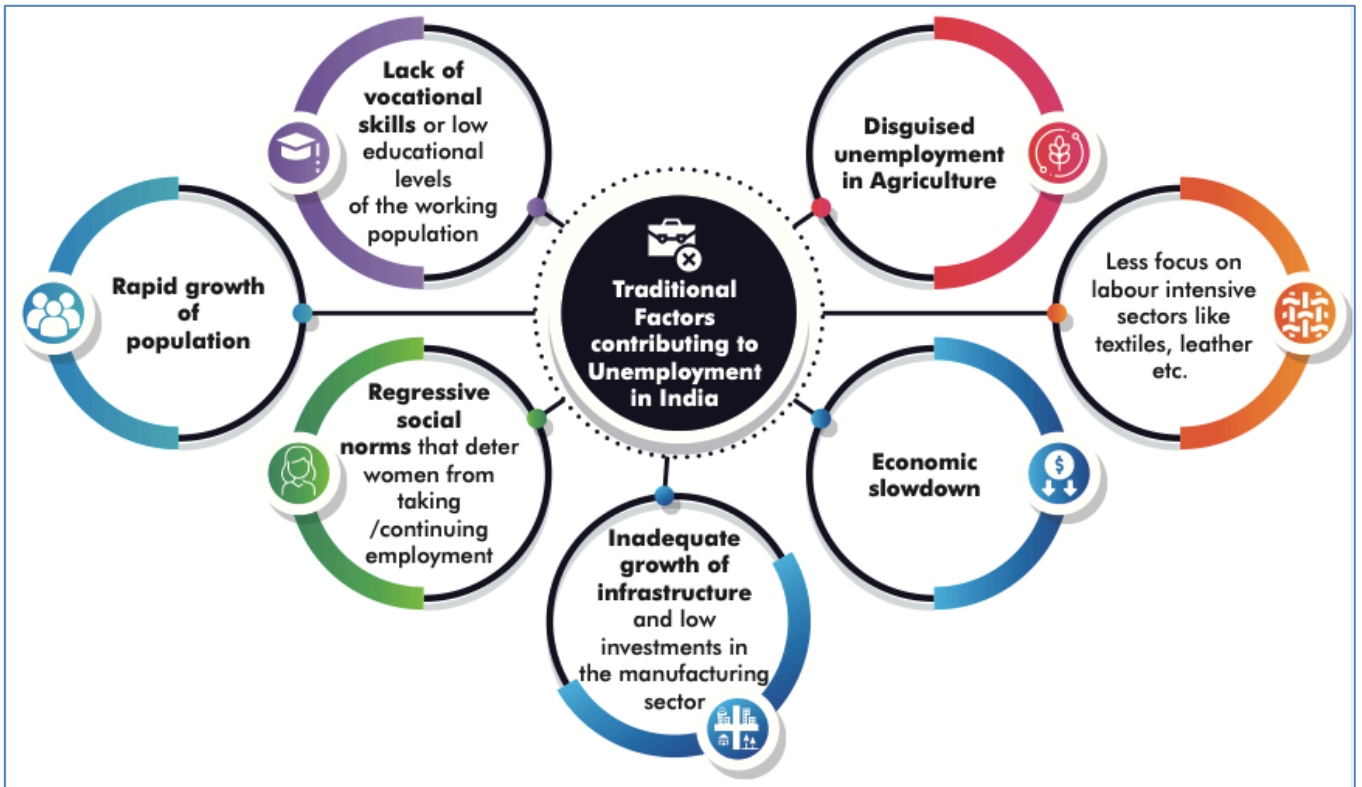 Traditional
Factors
contributing to
Unemployment
in India
Rapid growth
of
population
Lack of
vocational
skills or low
educational
levels
of the working
population
Disguised
unemployment
in Agriculture
Less focus on
labour intensive
sectors like
textiles, leather
etc.
Economic
slowdown
$
Inadequate
growth of
infrastructure
and low
investments in
the manufacturing
sector
Regressive
social
norms that deter
women from
taking
/continuing
employment